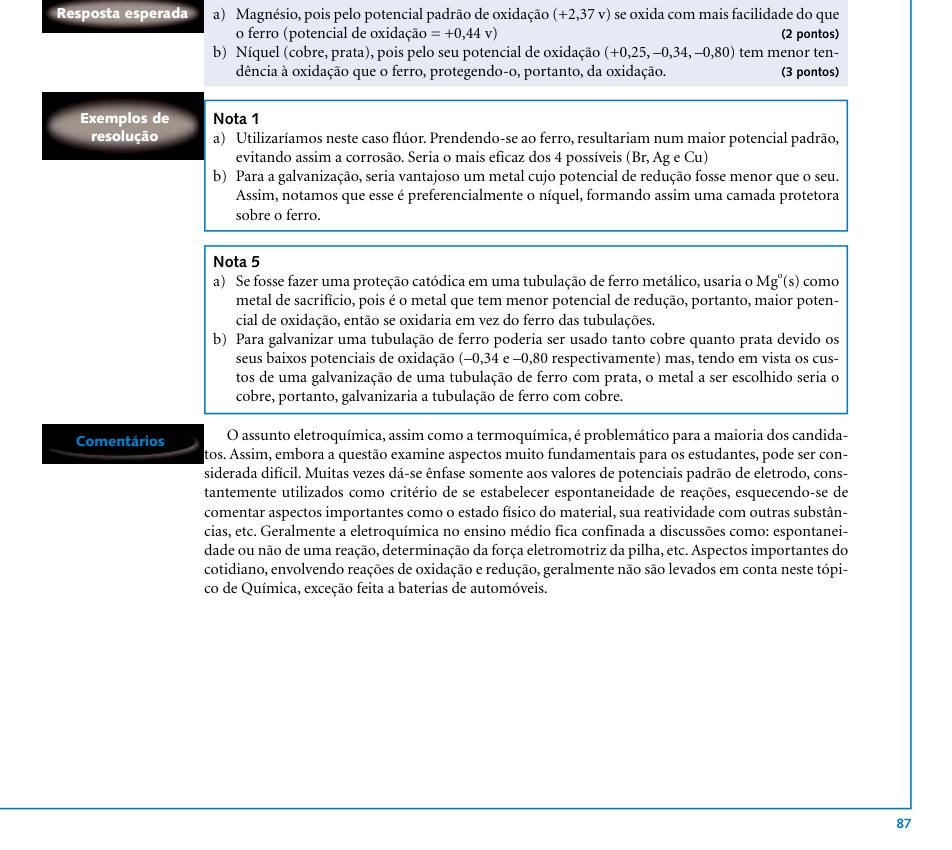 Resposta esperada
a) Magnésio, pois pelo potencial padrão de oxidação (+2,37 v) se oxida com mais facilidade do que
o ferro (potencial de oxidação = +0,44 v) (2 pontos)
b) Níquel (cobre, prata), pois pelo seu potencial de oxidação (+0,25, –0,34, –0,80) tem menor ten-
dência à oxidação que o ferro, protegendo-o, portanto, da oxidação. (3 pontos)
Exemplos de
resolução
Nota 1
a) Utilizaríamos neste caso flúor. Prendendo-se ao ferro, resultariam num maior potencial padrão,
evitando assim a corrosão. Seria o mais eficaz dos 4 possíveis (Br, Ag e Cu)
b) Para a galvanização, seria vantajoso um metal cujo potencial de redução fosse menor que o seu.
Assim, notamos que esse é preferencialmente o níquel, formando assim uma camada protetora
sobre o ferro.
Nota 5
a) Se fosse fazer uma proteção catódica em uma tubulação de ferro metálico, usaria o Mgº(s) como
metal de sacrifício, pois é o metal que tem menor potencial de redução, portanto, maior poten-
cial de oxidação, então se oxidaria em vez do ferro das tubulações.
b) Para galvanizar uma tubulação de ferro poderia ser usado tanto cobre quanto prata devido os
seus baixos potenciais de oxidação (–0,34 e –0,80 respectivamente) mas, tendo em vista os cus-
tos de uma galvanização de uma tubulação de ferro com prata, o metal a ser escolhido seria o
cobre, portanto, galvanizaria a tubulação de ferro com cobre.
Comentários
O assunto eletroquímica, assim como a termoquímica, é problemático para a maioria dos candida-
tos. Assim, embora a questão examine aspectos muito fundamentais para os estudantes, pode ser con-
siderada difícil. Muitas vezes dá-se ênfase somente aos valores de potenciais padrão de eletrodo, cons-
tantemente utilizados como critério de se estabelecer espontaneidade de reações, esquecendo-se de
comentar aspectos importantes como o estado físico do material, sua reatividade com outras substân-
cias, etc. Geralmente a eletroquímica no ensino médio fica confinada a discussões como: espontanei-
dade ou não de uma reação, determinação da força eletromotriz da pilha, etc. Aspectos importantes do
cotidiano, envolvendo reações de oxidação e redução, geralmente não são levados em conta neste tópi-
co de Química, exceção feita a baterias de automóveis.
87